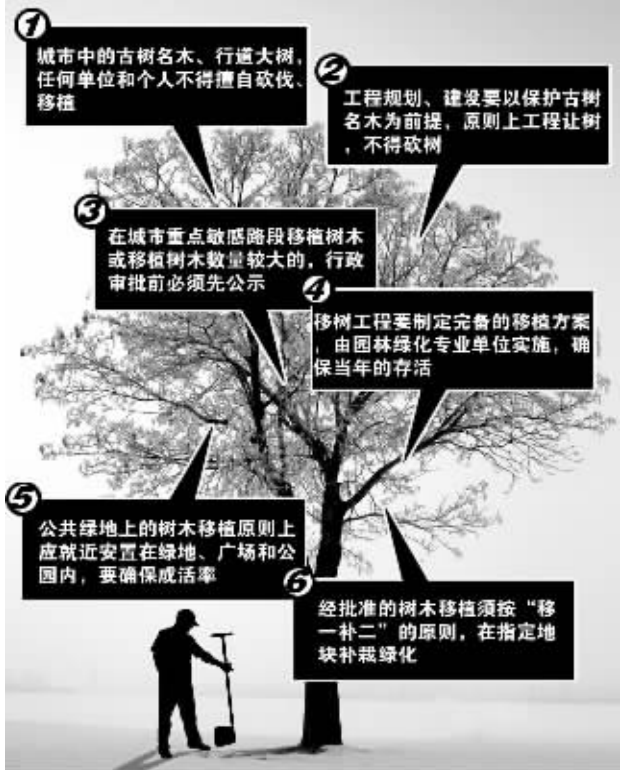 1
城市中的古树名木、行道大树，
任何单位和个人不得擅自砍伐、
移植
2
工程规划、建设要以保护古树
名木为前提，原则上工程让树
，不得砍树
3
在城市重点敏感路段移植树木
或移植树木数量较大的，行政
审批前必须先公示
4
移树工程要制定完备的移植方案
，由园林绿化专业单位实施，确
保当年的存活
5
公共绿地上的树木移植原则上
应就近安置在绿地、广场和公
园内，要确保成活率
6
经批准的树木移植须按“移
一补二”的原则，在指定地
块补栽绿化